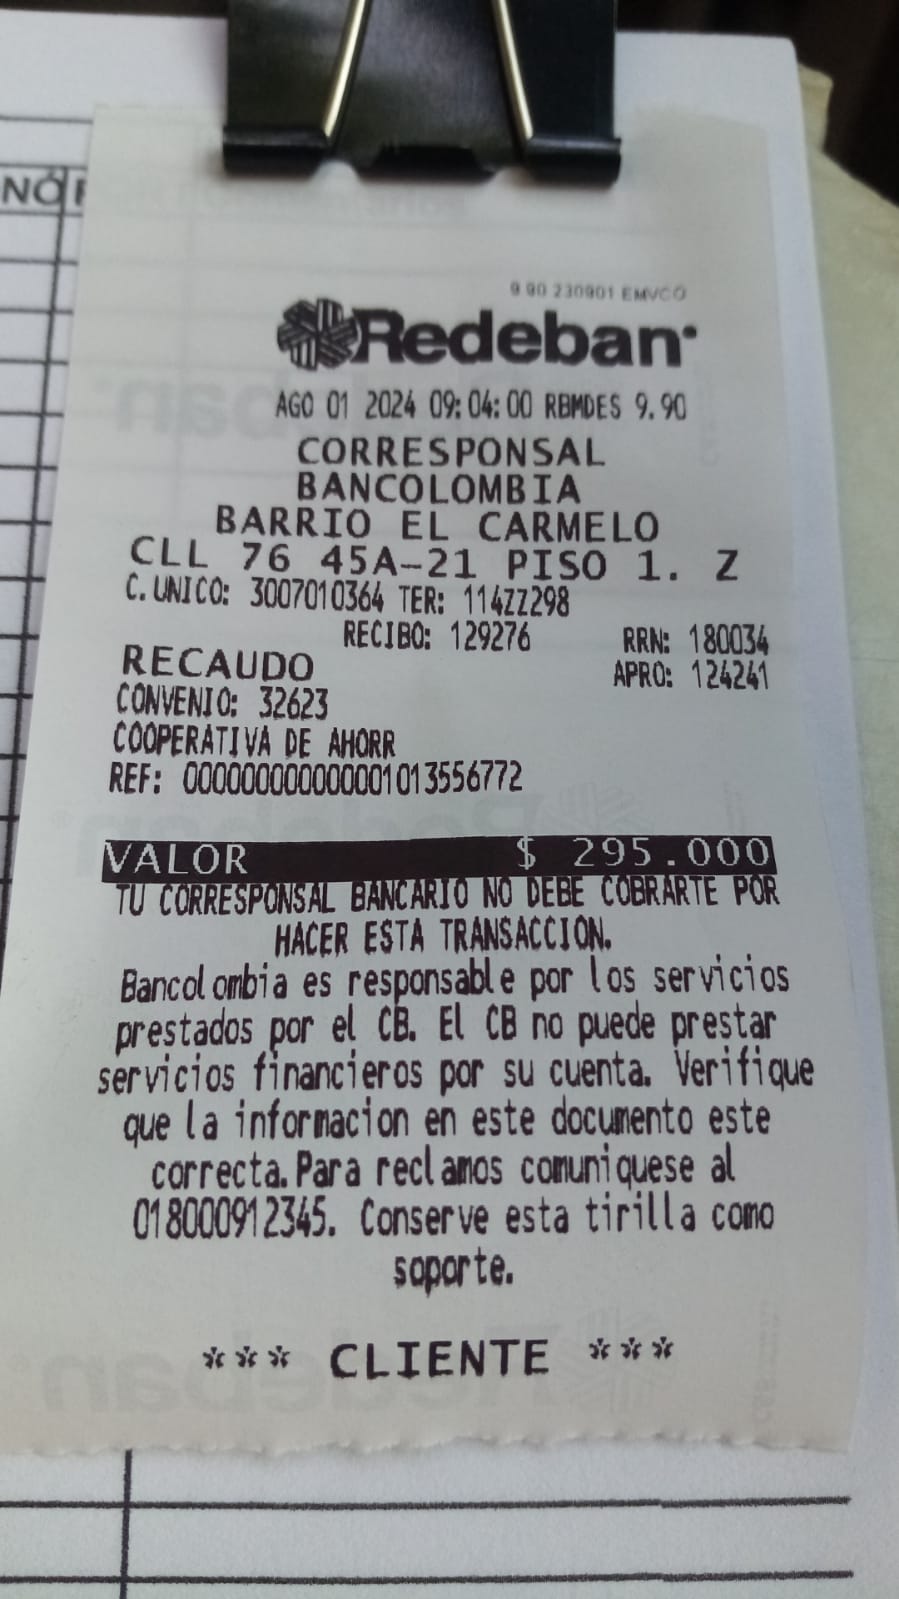 NÓ
9.90 230901 EMVCO
Redeban
AGO 01 2024 09:04:00 RBMDES 9.90
CORRESPONSAL
BANCOLOMBIA
BARRIO EL CARMELO
CLL 76 45A-21 PISO 1. Z
C. UNICO: 3007010364 TER: 114ZZ298
RECIBO: 129276 RRN: 180034
RECAUDO APRO: 124241
CONVENIO: 32623
COOPERATIVA DE AHORR
REF: 00000000000001013556772
VALOR $ 295.000
TU CORRESPONSAL BANCARIO NO DEBE COBRARTE POR
HACER ESTA TRANSACCION.
Bancolombia es responsable por los servicios
prestados por el CB. El CB no puede prestar
servicios financieros por su cuenta. Verifique
que la informacion en este documento este
correcta. Para reclamos comuniquese al
018000912345. Conserve esta tirilla como
soporte.
*** CLIENTE ***